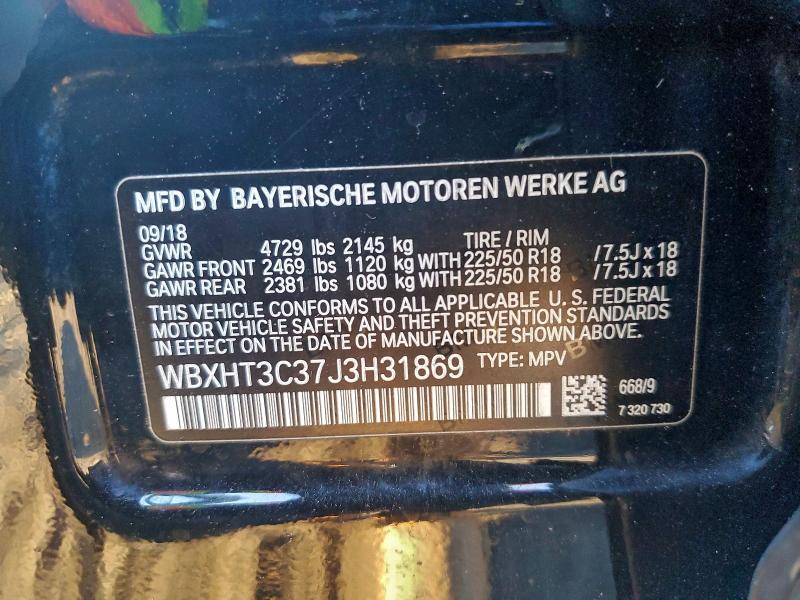 MFD BY BAYERISCHE MOTOREN WERKE AG
09/18
GVWR 4729 lbs 2145 kg TIRE / RIM
GAWR FRONT 2469 lbs 1120 kg WITH 225/50 R18 /7.5J x 18
GAWR REAR 2381 lbs 1080 kg WITH 225/50 R18 /7.5J x 18
THIS VEHICLE CONFORMS TO ALL APPLICABLE U. S. FEDERAL
MOTOR VEHICLE SAFETY AND THEFT PREVENTION STANDARDS
IN EFFECT ON THE DATE OF MANUFACTURE SHOWN ABOVE.
WBXHT3C37J3H31869 TYPE: MPV
668/9
7 320 730